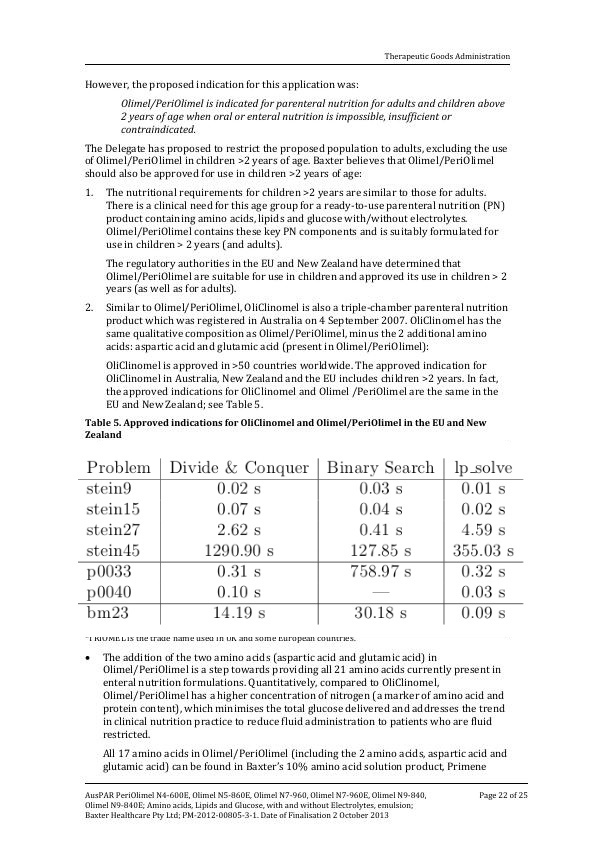 Therapeutic Goods Administration
However, the proposed indication for this application was:
Olimel/PeriOlimel is indicated for parenteral nutrition for adults and children above
2 years of age when oral or enteral nutrition is impossible, insufficient or
contraindicated.
The Delegate has proposed to restrict the proposed population to adults, excluding the use
of Olimel/PeriOlimel in children >2 years of age. Baxter believes that Olimel/PeriOlimel
should also be approved for use in children >2 years of age:
1. The nutritional requirements for children >2 years are similar to those for adults.
There is a clinical need for this age group for a ready-to-use parenteral nutrition (PN)
product containing amino acids, lipids and glucose with/without electrolytes.
Olimel/PeriOlimel contains these key PN components and is suitably formulated for
use in children > 2 years (and adults).
The regulatory authorities in the EU and New Zealand have determined that
Olimel/PeriOlimel are suitable for use in children and approved its use in children > 2
years (as well as for adults).
2. Similar to Olimel/PeriOlimel, OliClinomel is also a triple-chamber parenteral nutrition
product which was registered in Australia on 4 September 2007. OliClinomel has the
same qualitative composition as Olimel/PeriOlimel, minus the 2 additional amino
acids: aspartic acid and glutamic acid (present in Olimel/PeriOlimel):
OliClinomel is approved in >50 countries worldwide. The approved indication for
OliClinomel in Australia, New Zealand and the EU includes children >2 years. In fact,
the approved indications for OliClinomel and Olimel /PeriOlimel are the same in the
EU and New Zealand; see Table 5.
Table 5. Approved indications for OliClinomel and Olimel/PeriOlimel in the EU and New
Zealand
Problem Divide & Conquer Binary Search lp_solve
stein9 0.02 s 0.03 s 0.01 s
stein15 0.07 s 0.04 s 0.02 s
stein27 2.62 s 0.41 s 4.59 s
stein45 1290.90 s 127.85 s 355.03 s
p0033 0.31 s 758.97 s 0.32 s
p0040 0.10 s — 0.03 s
bm23 14.19 s 30.18 s 0.09 s
*TRIOMEL is the trade name used in UK and some European countries.
• The addition of the two amino acids (aspartic acid and glutamic acid) in
Olimel/PeriOlimel is a step towards providing all 21 amino acids currently present in
enteral nutrition formulations. Quantitatively, compared to OliClinomel,
Olimel/PeriOlimel has a higher concentration of nitrogen (a marker of amino acid and
protein content), which minimises the total glucose delivered and addresses the trend
in clinical nutrition practice to reduce fluid administration to patients who are fluid
restricted.
All 17 amino acids in Olimel/PeriOlimel (including the 2 amino acids, aspartic acid and
glutamic acid) can be found in Baxter's 10% amino acid solution product, Primene
AusPAR PeriOlimel N4-600E, Olimel N5-860E, Olimel N7-960, Olimel N7-960E, Olimel N9-840, Page 22 of 25
Olimel N9-840E; Amino acids, Lipids and Glucose, with and without Electrolytes, emulsion;
Baxter Healthcare Pty Ltd; PM-2012-00805-3-1. Date of Finalisation 2 October 2013